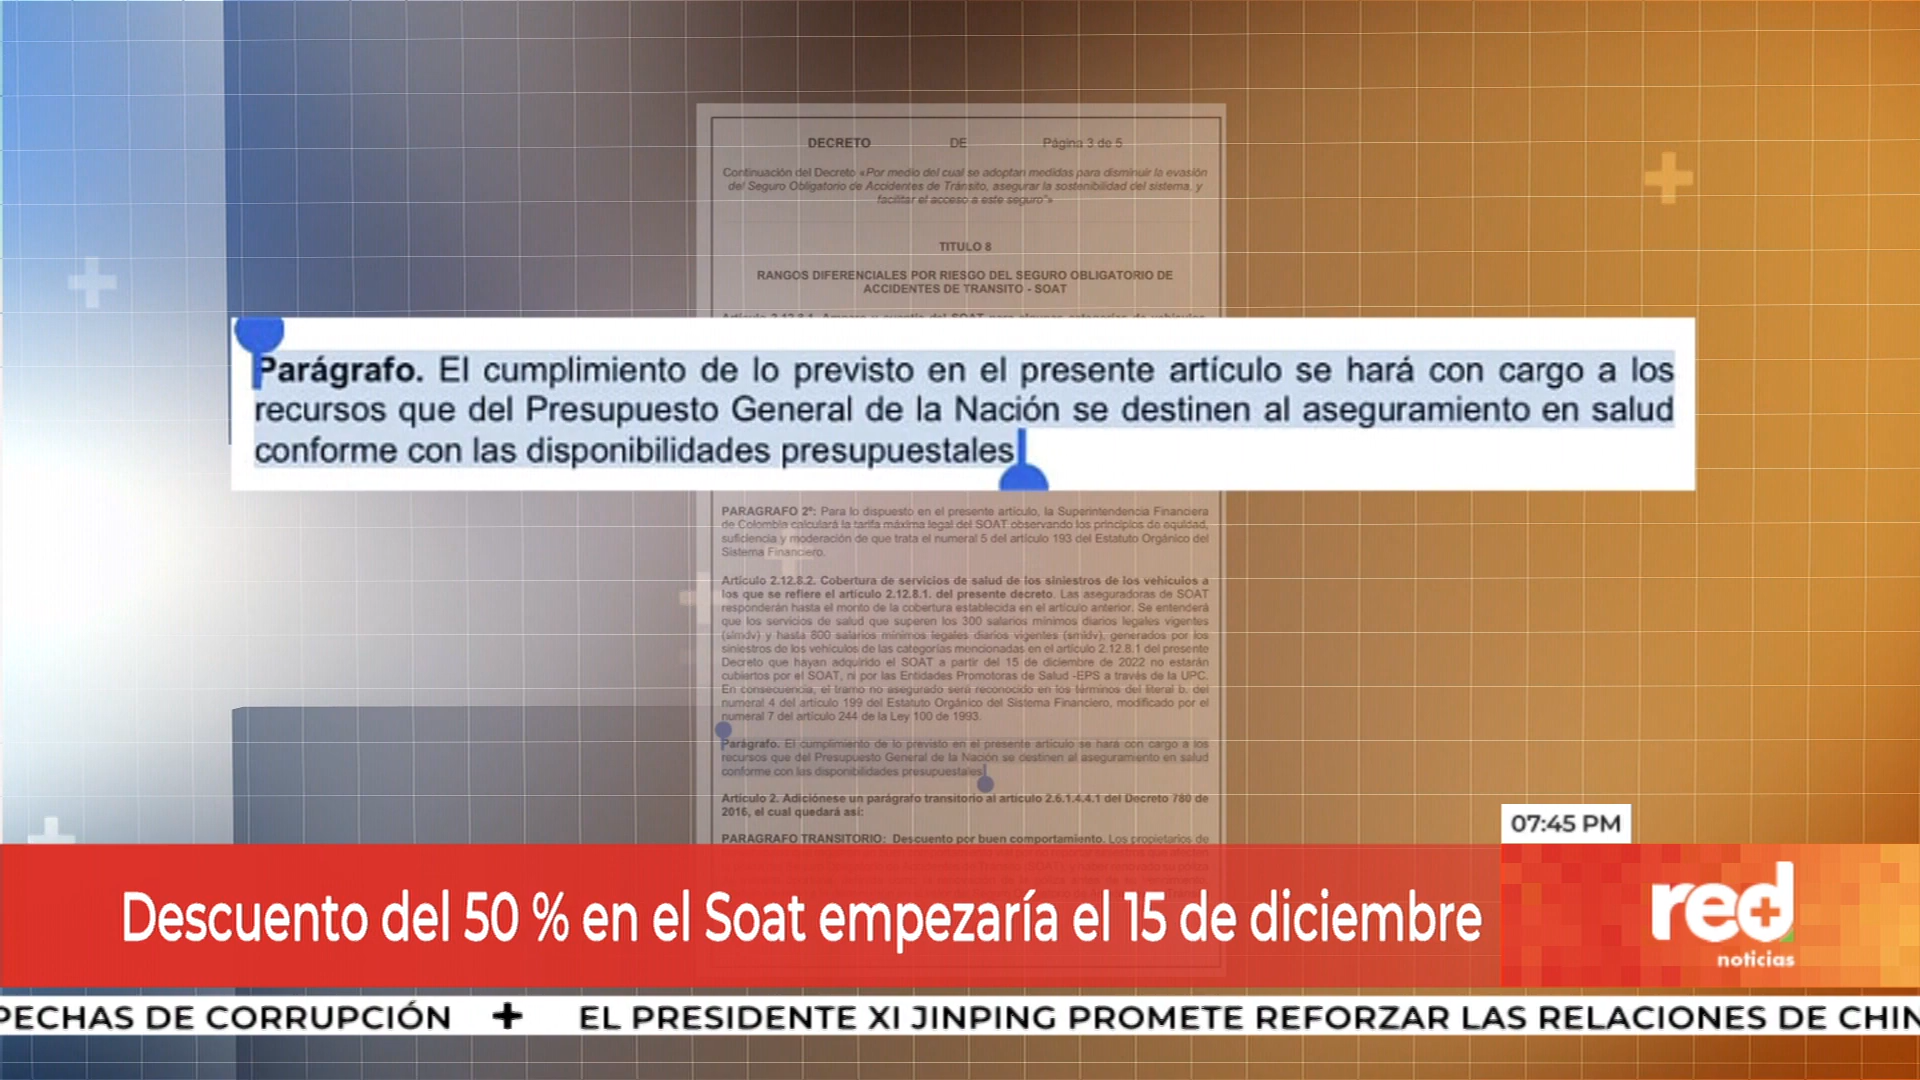 DECRETO DE Página 3 de 5
Continuación del Decreto «Por medio del cual se adoptan medidas para disminuir la evasión
del Seguro Obligatorio de Accidentes de Tránsito, asegurar la sostenibilidad del sistema, y
facilitar el acceso a este seguro"»
TITULO 8
RANGOS DIFERENCIALES POR RIESGO DEL SEGURO OBLIGATORIO DE
ACCIDENTES DE TRANSITO - SOAT
Parágrafo. El cumplimiento de lo previsto en el presente artículo se hará con cargo a los
recursos que del Presupuesto General de la Nación se destinen al aseguramiento en salud
conforme con las disponibilidades presupuestales
PARAGRAFO 2º: Para lo dispuesto en el presente artículo, la Superintendencia Financiera
de Colombia calculará la tarifa máxima legal del SOAT observando los principios de equidad,
suficiencia y moderación de que trata el numeral 5 del artículo 193 del Estatuto Orgánico del
Sistema Financiero.
Artículo 2.12.8.2. Cobertura de servicios de salud de los siniestros de los vehículos a
los que se refiere el artículo 2.12.8.1. del presente decreto. Las aseguradoras de SOAT
responderán hasta el monto de la cobertura establecida en el artículo anterior. Se entenderá
que los servicios de salud que superen los 300 salarios mínimos diarios legales vigentes
(slmdv) y hasta 800 salarios mínimos legales diarios vigentes (smldv), generados por los
siniestros de los vehículos de las categorías mencionadas en el artículo 2.12.8.1 del presente
Decreto que hayan adquirido el SOAT a partir del 15 de diciembre de 2022 no estarán
cubiertos por el SOAT, ni por las Entidades Promotoras de Salud -EPS a través de la UPC.
En consecuencia, el tramo no asegurado será reconocido en los términos del literal b. del
numeral 4 del artículo 199 del Estatuto Orgánico del Sistema Financiero, modificado por el
numeral 7 del artículo 244 de la Ley 100 de 1993.
Parágrafo. El cumplimiento de lo previsto en el presente artículo se hará con cargo a los
recursos que del Presupuesto General de la Nación se destinen al aseguramiento en salud
conforme con las disponibilidades presupuestales
Artículo 2. Adiciónese un parágrafo transitorio al artículo 2.6.1.4.4.1 del Decreto 780 de
2016, el cual quedará así:
PARAGRAFO TRANSITORIO: Descuento por buen comportamiento. Los propietarios de
07:45 PM
Descuento del 50 % en el Soat empezaría el 15 de diciembre
red
noticias
PECHAS DE CORRUPCIÓN + EL PRESIDENTE XI JINPING PROMETE REFORZAR LAS RELACIONES DE CHIN